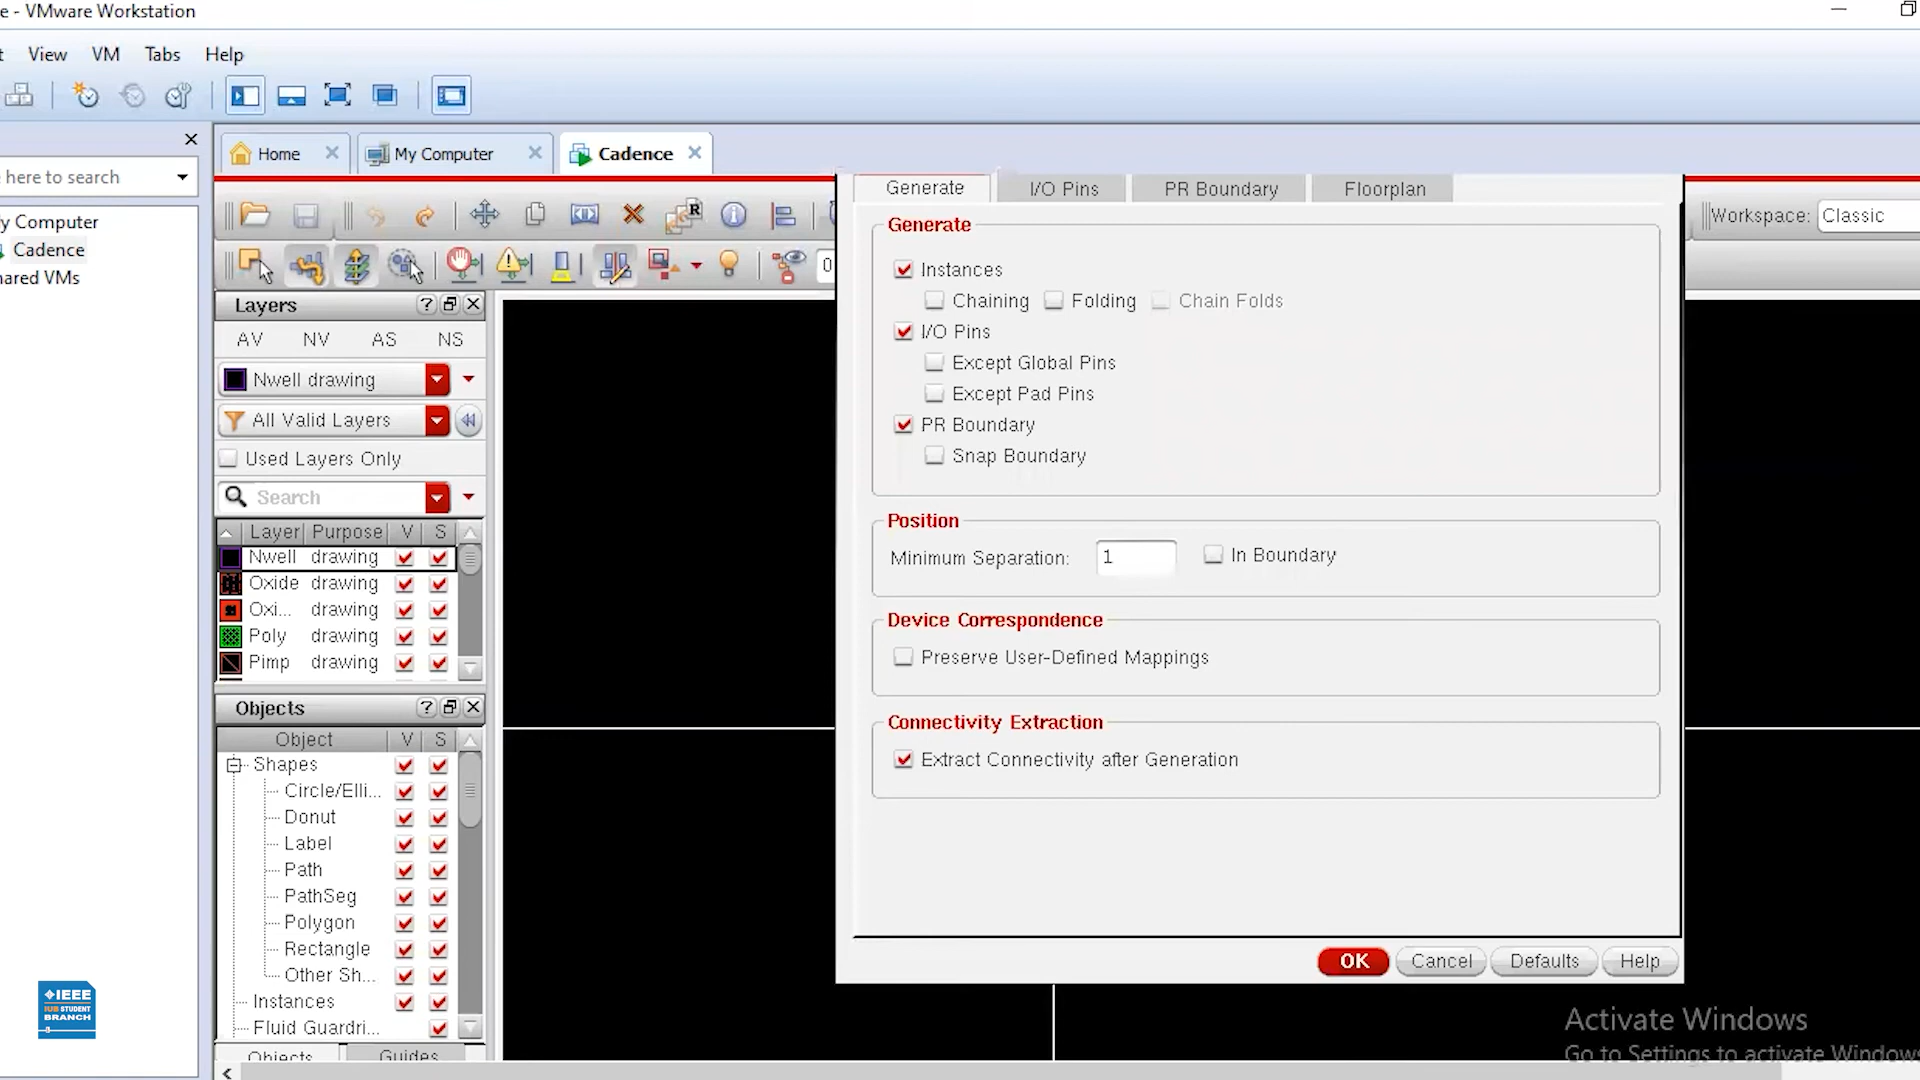 e - VMware Workstation
t View VM Tabs Help
here to search
y Computer
Cadence
hared VMs
Home My Computer Cadence
Workspace: Classic
0
Layers
AV NV AS NS
Nwell drawing
All Valid Layers
Used Layers Only
Search
Layer Purpose V S
Nwell drawing
Oxide drawing
Oxi... drawing
Poly drawing
Pimp drawing
Objects
Object V S
Shapes
Circle/Elli...
Donut
Label
Path
PathSeg
Polygon
Rectangle
Other Sh...
Instances
Fluid Guardri...
Objects Guides
Generate I/O Pins PR Boundary Floorplan
Generate
Instances
Chaining Folding Chain Folds
I/O Pins
Except Global Pins
Except Pad Pins
PR Boundary
Snap Boundary
Position
Minimum Separation: 1 In Boundary
Device Correspondence
Preserve User-Defined Mappings
Connectivity Extraction
Extract Connectivity after Generation
OK Cancel Defaults Help
IEEE
IUB STUDENT
BRANCH
Activate Windows
Go to Settings to activate Windows